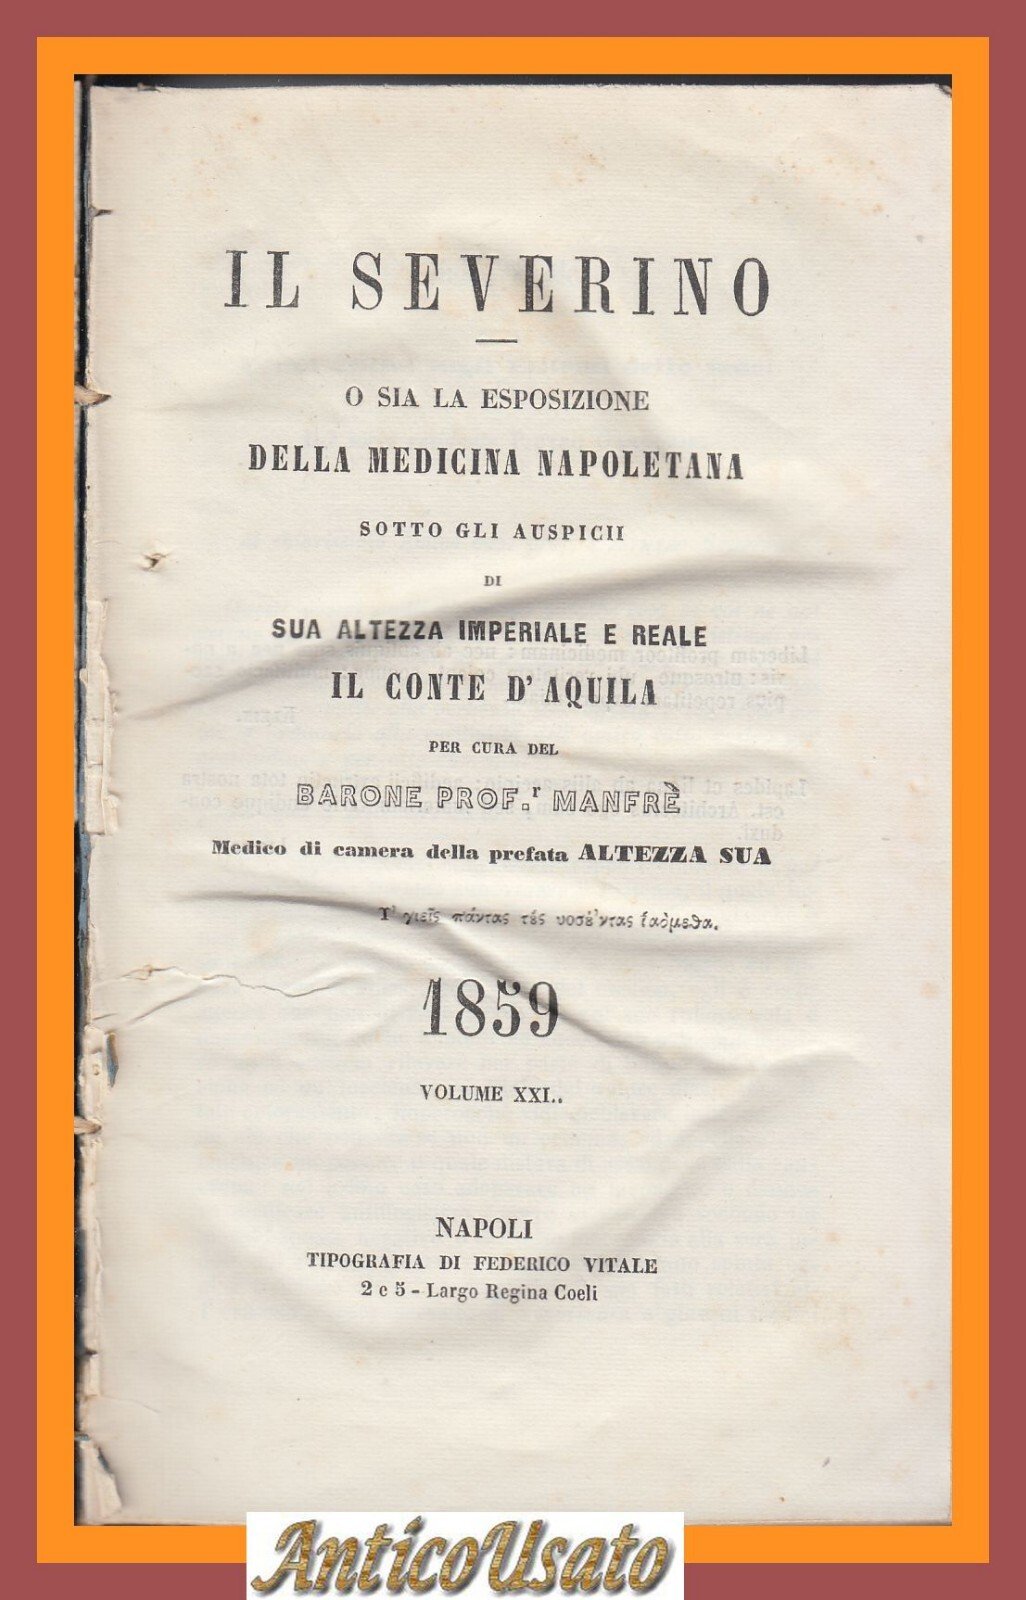 IL SEVERINO
O SIA LA ESPOSIZIONE
DELLA MEDICINA NAPOLETANA
SOTTO GLI AUSPICII
DI
SUA ALTEZZA IMPERIALE E REALE
IL CONTE D'AQUILA
PER CURA DEL
BARONE PROF.r MANFRÈ
Medico di camera della prefata ALTEZZA SUA
πάντας
1859
VOLUME XXI..
NAPOLI
TIPOGRAFIA DI FEDERICO VITALE
2 e 5 - Largo Regina Coeli
AnticoUsato